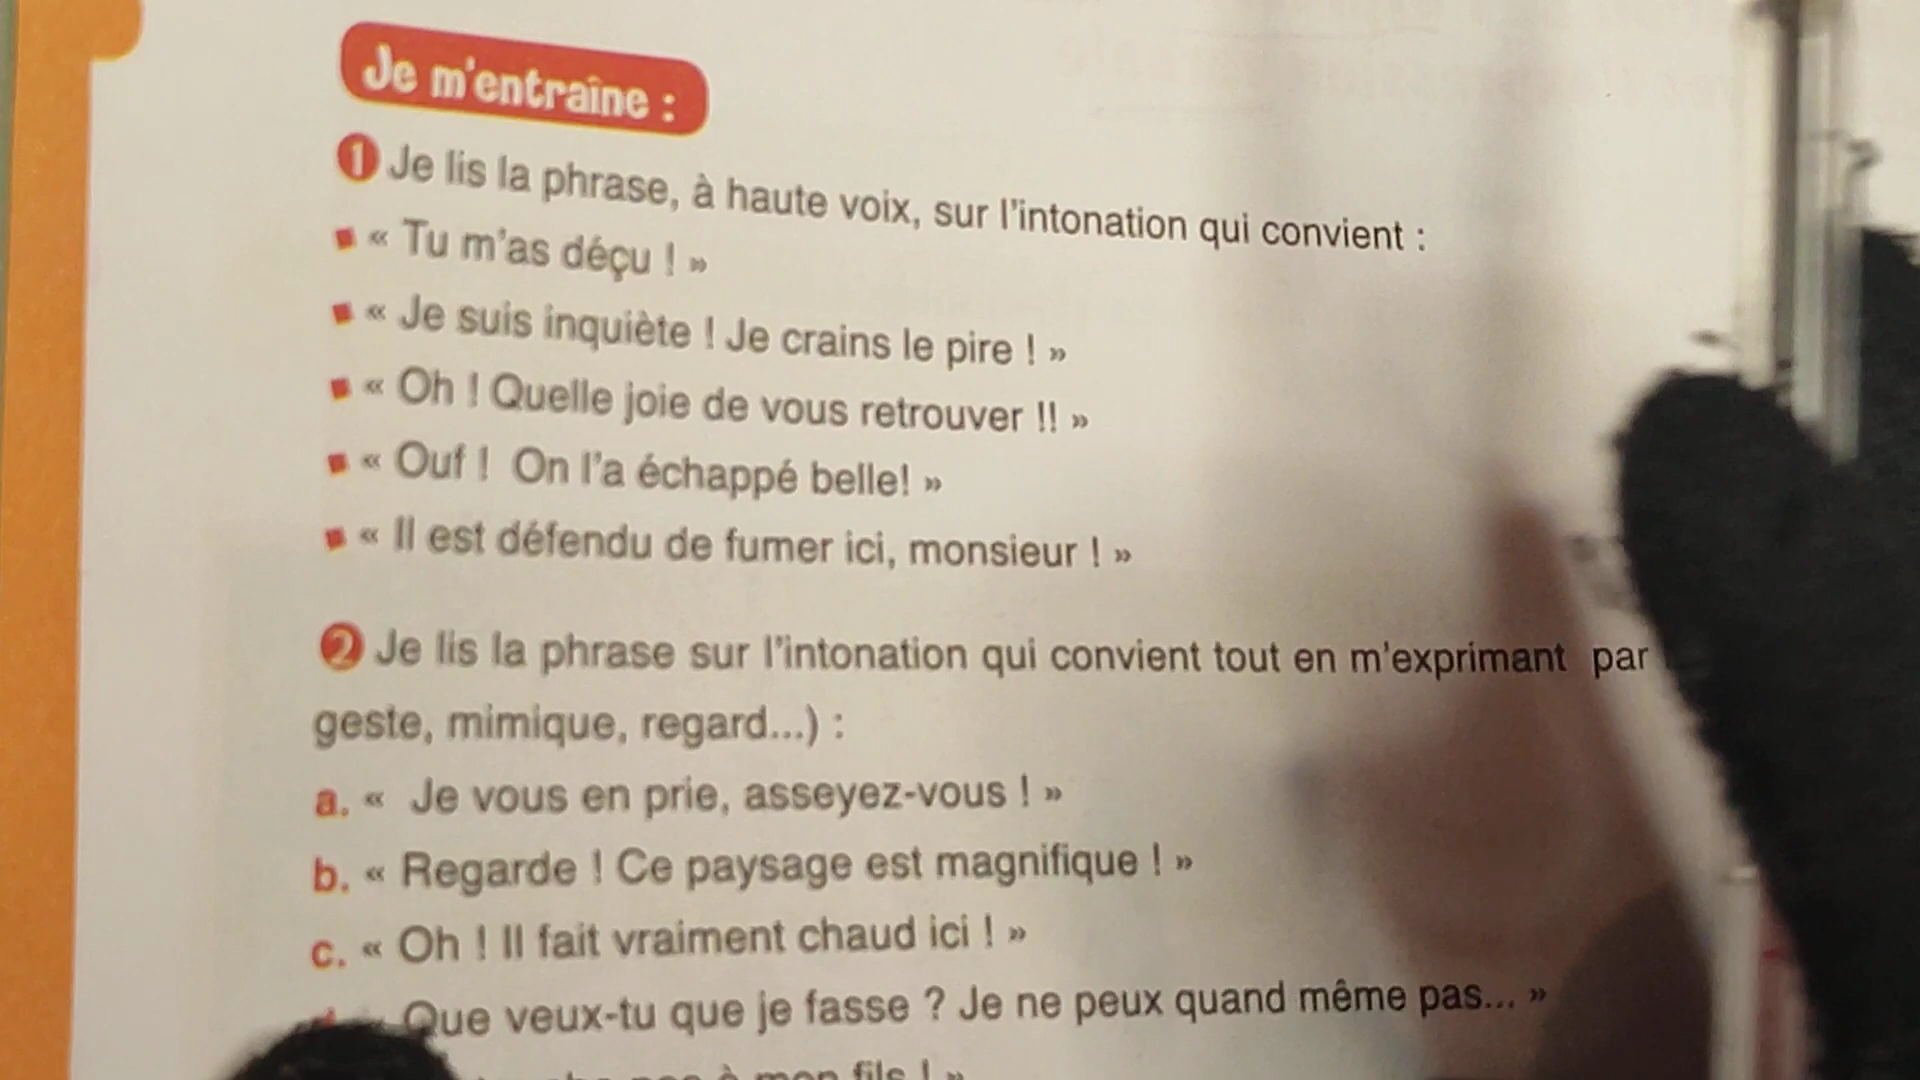 Je m'entraîne :
1 Je lis la phrase, à haute voix, sur l'intonation qui convient :
▪ « Tu m'as déçu ! »
▪ « Je suis inquiète ! Je crains le pire ! »
▪ « Oh ! Quelle joie de vous retrouver !! »
▪ « Ouf ! On l'a échappé belle! »
▪ « Il est défendu de fumer ici, monsieur ! »
2 Je lis la phrase sur l'intonation qui convient tout en m'exprimant par
geste, mimique, regard...) :
a. « Je vous en prie, asseyez-vous ! »
b. « Regarde ! Ce paysage est magnifique ! »
c. « Oh ! Il fait vraiment chaud ici ! »
Que veux-tu que je fasse ? Je ne peux quand même pas... »
pas à mon fils ! »